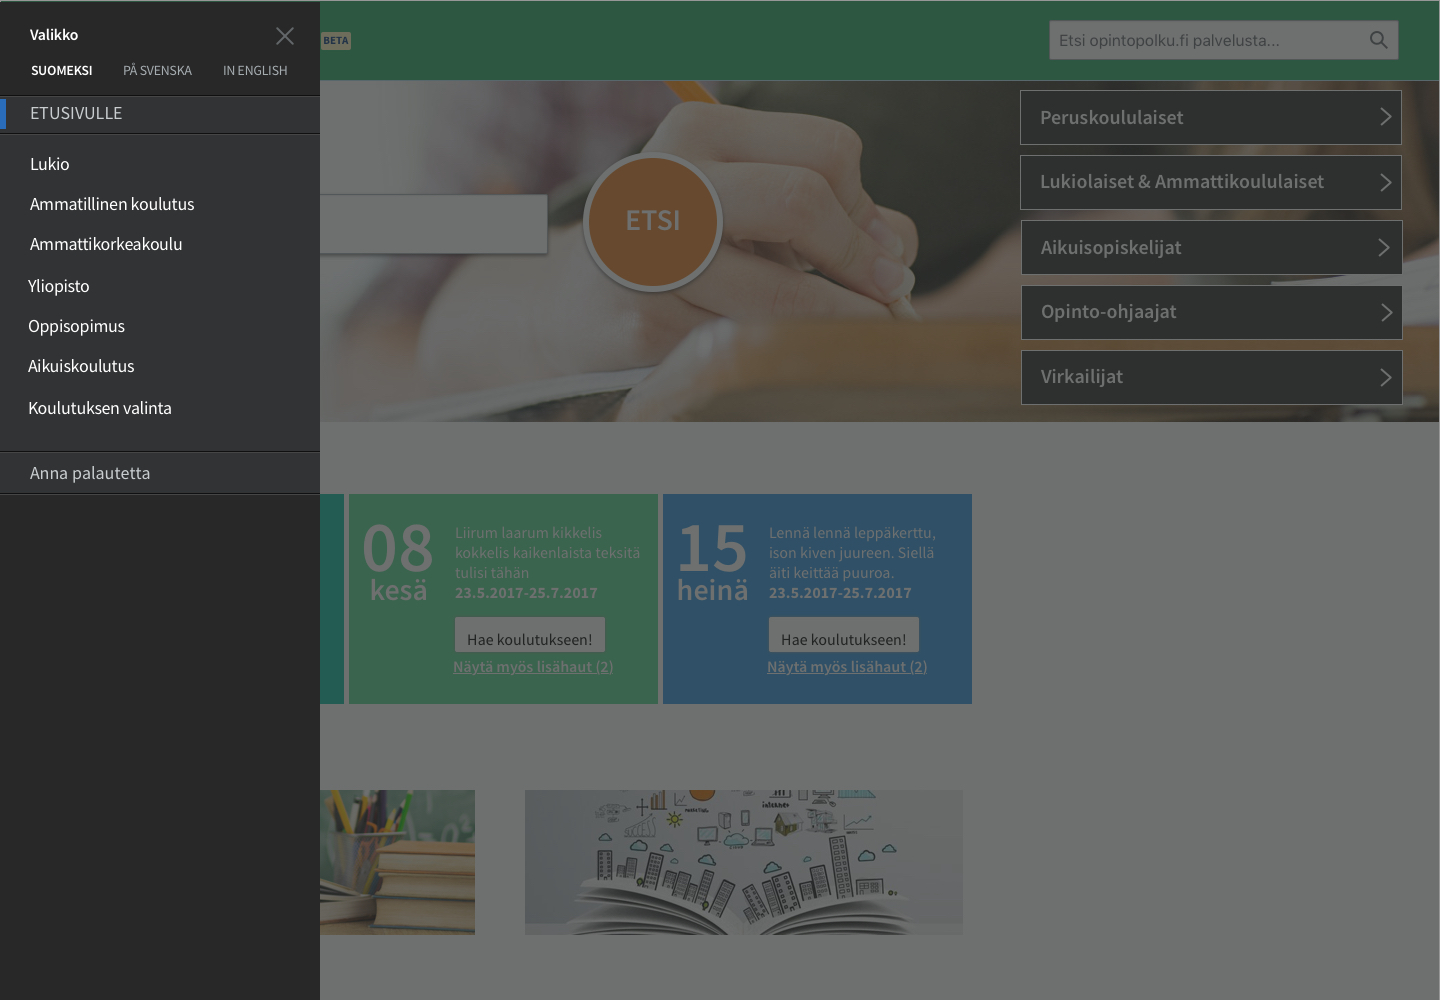 Valikko
SUOMEKSI
PÅ SVENSKA
IN ENGLISH
ETUSIVULLE
Lukio
Ammatillinen koulutus
Ammattikorkeakoulu
Yliopisto
Oppisopimus
Aikuiskoulutus
Koulutuksen valinta
Anna palautetta
BETA
Etsi opintopolku.fi palvelusta...
ETSI
Peruskoululaiset
Lukiolaiset & Ammattikoululaiset
Aikuisopiskelijat
Opinto-ohjaajat
Virkailijat
08
kesä
Liirum laarum kikkelis
kokkelis kaikenlaista teksitä
tulisi tähän
23.5.2017-25.7.2017
Hae koulutukseen!
Näytä myös lisähaut (2)
15
heinä
Lennä lennä leppäkerttu,
ison kiven juureen. Siellä
äiti keittää puuroa.
23.5.2017-25.7.2017
Hae koulutukseen!
Näytä myös lisähaut (2)